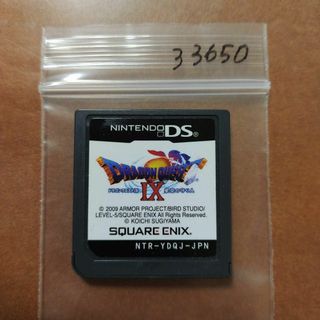 33650
NINTENDO DS
DRAGON QUEST
IX
© 2009 ARMOR PROJECT/BIRD STUDIO/
LEVEL-5/SQUARE ENIX All Rights Reserved.
© KOICHI SUGIYAMA
SQUARE ENIX
NTR-YDQJ-JPN